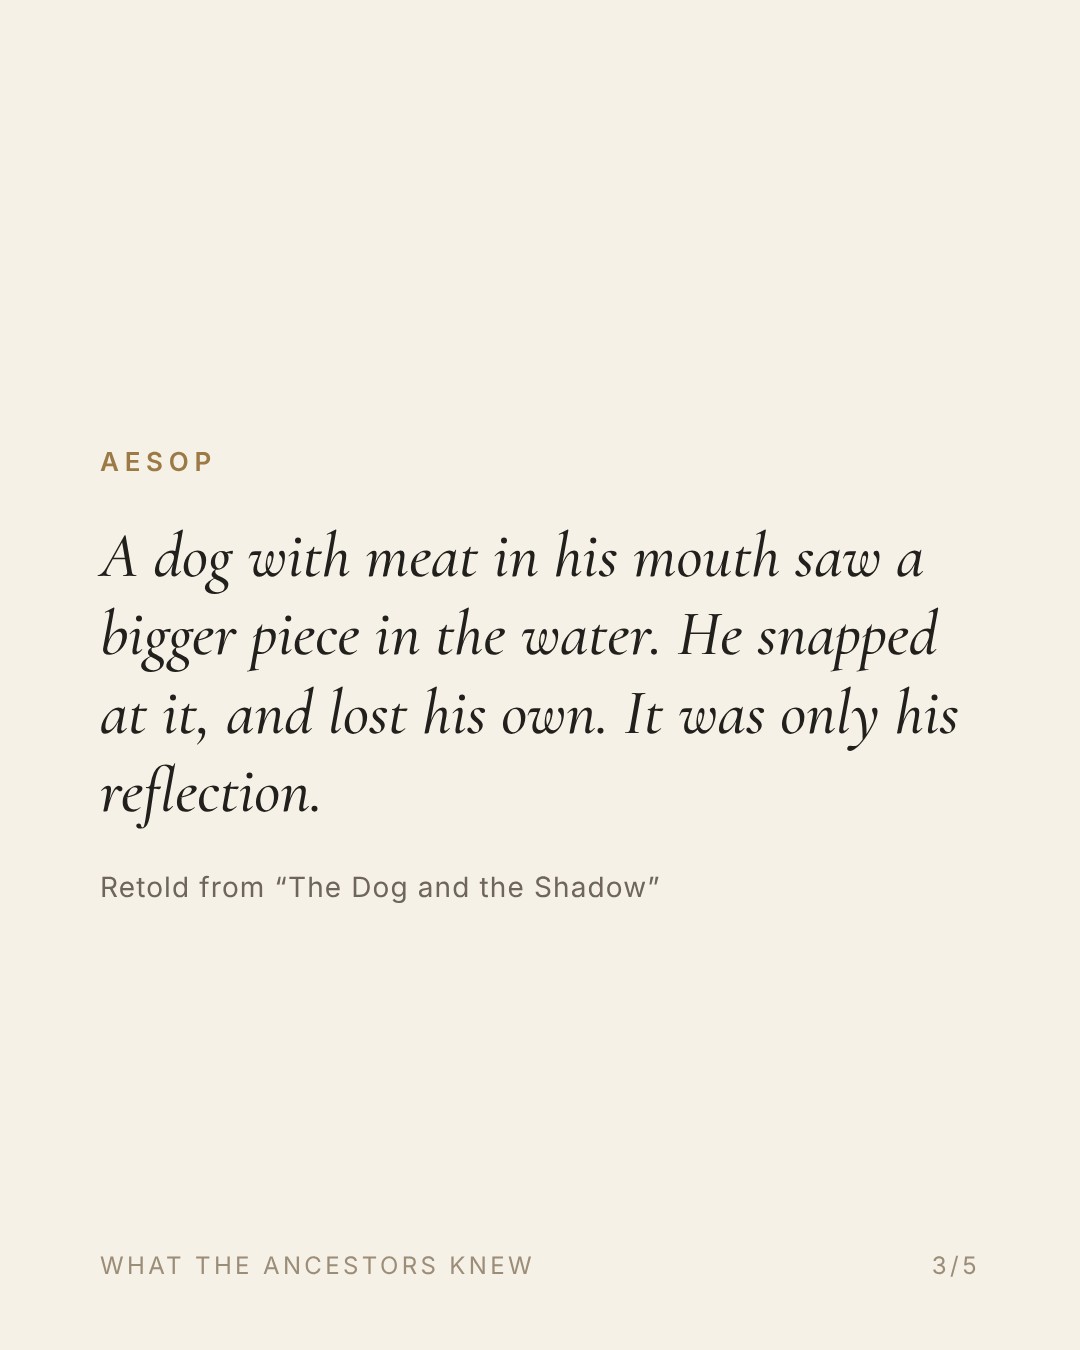 AESOP
A dog with meat in his mouth saw a
bigger piece in the water. He snapped
at it, and lost his own. It was only his
reflection.
Retold from “The Dog and the Shadow”
WHAT THE ANCESTORS KNEW
3/5